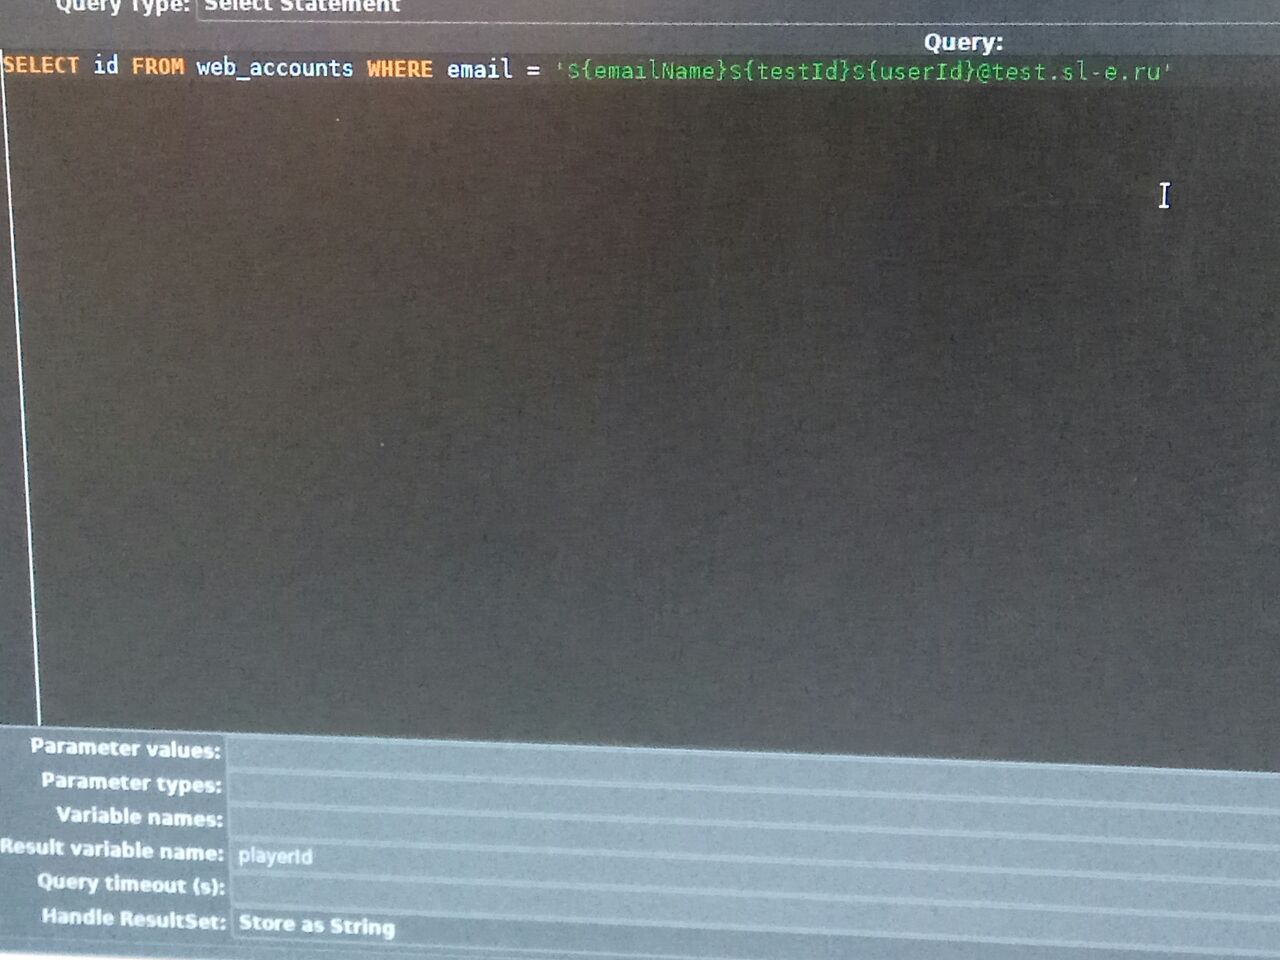 Query Type: Select Statement
Query:
SELECT id FROM web_accounts WHERE email = '${emailName}${testId}${userId}@test.sl-e.ru'
Parameter values:
Parameter types:
Variable names:
Result variable name: playerId
Query timeout (s):
Handle ResultSet: Store as String